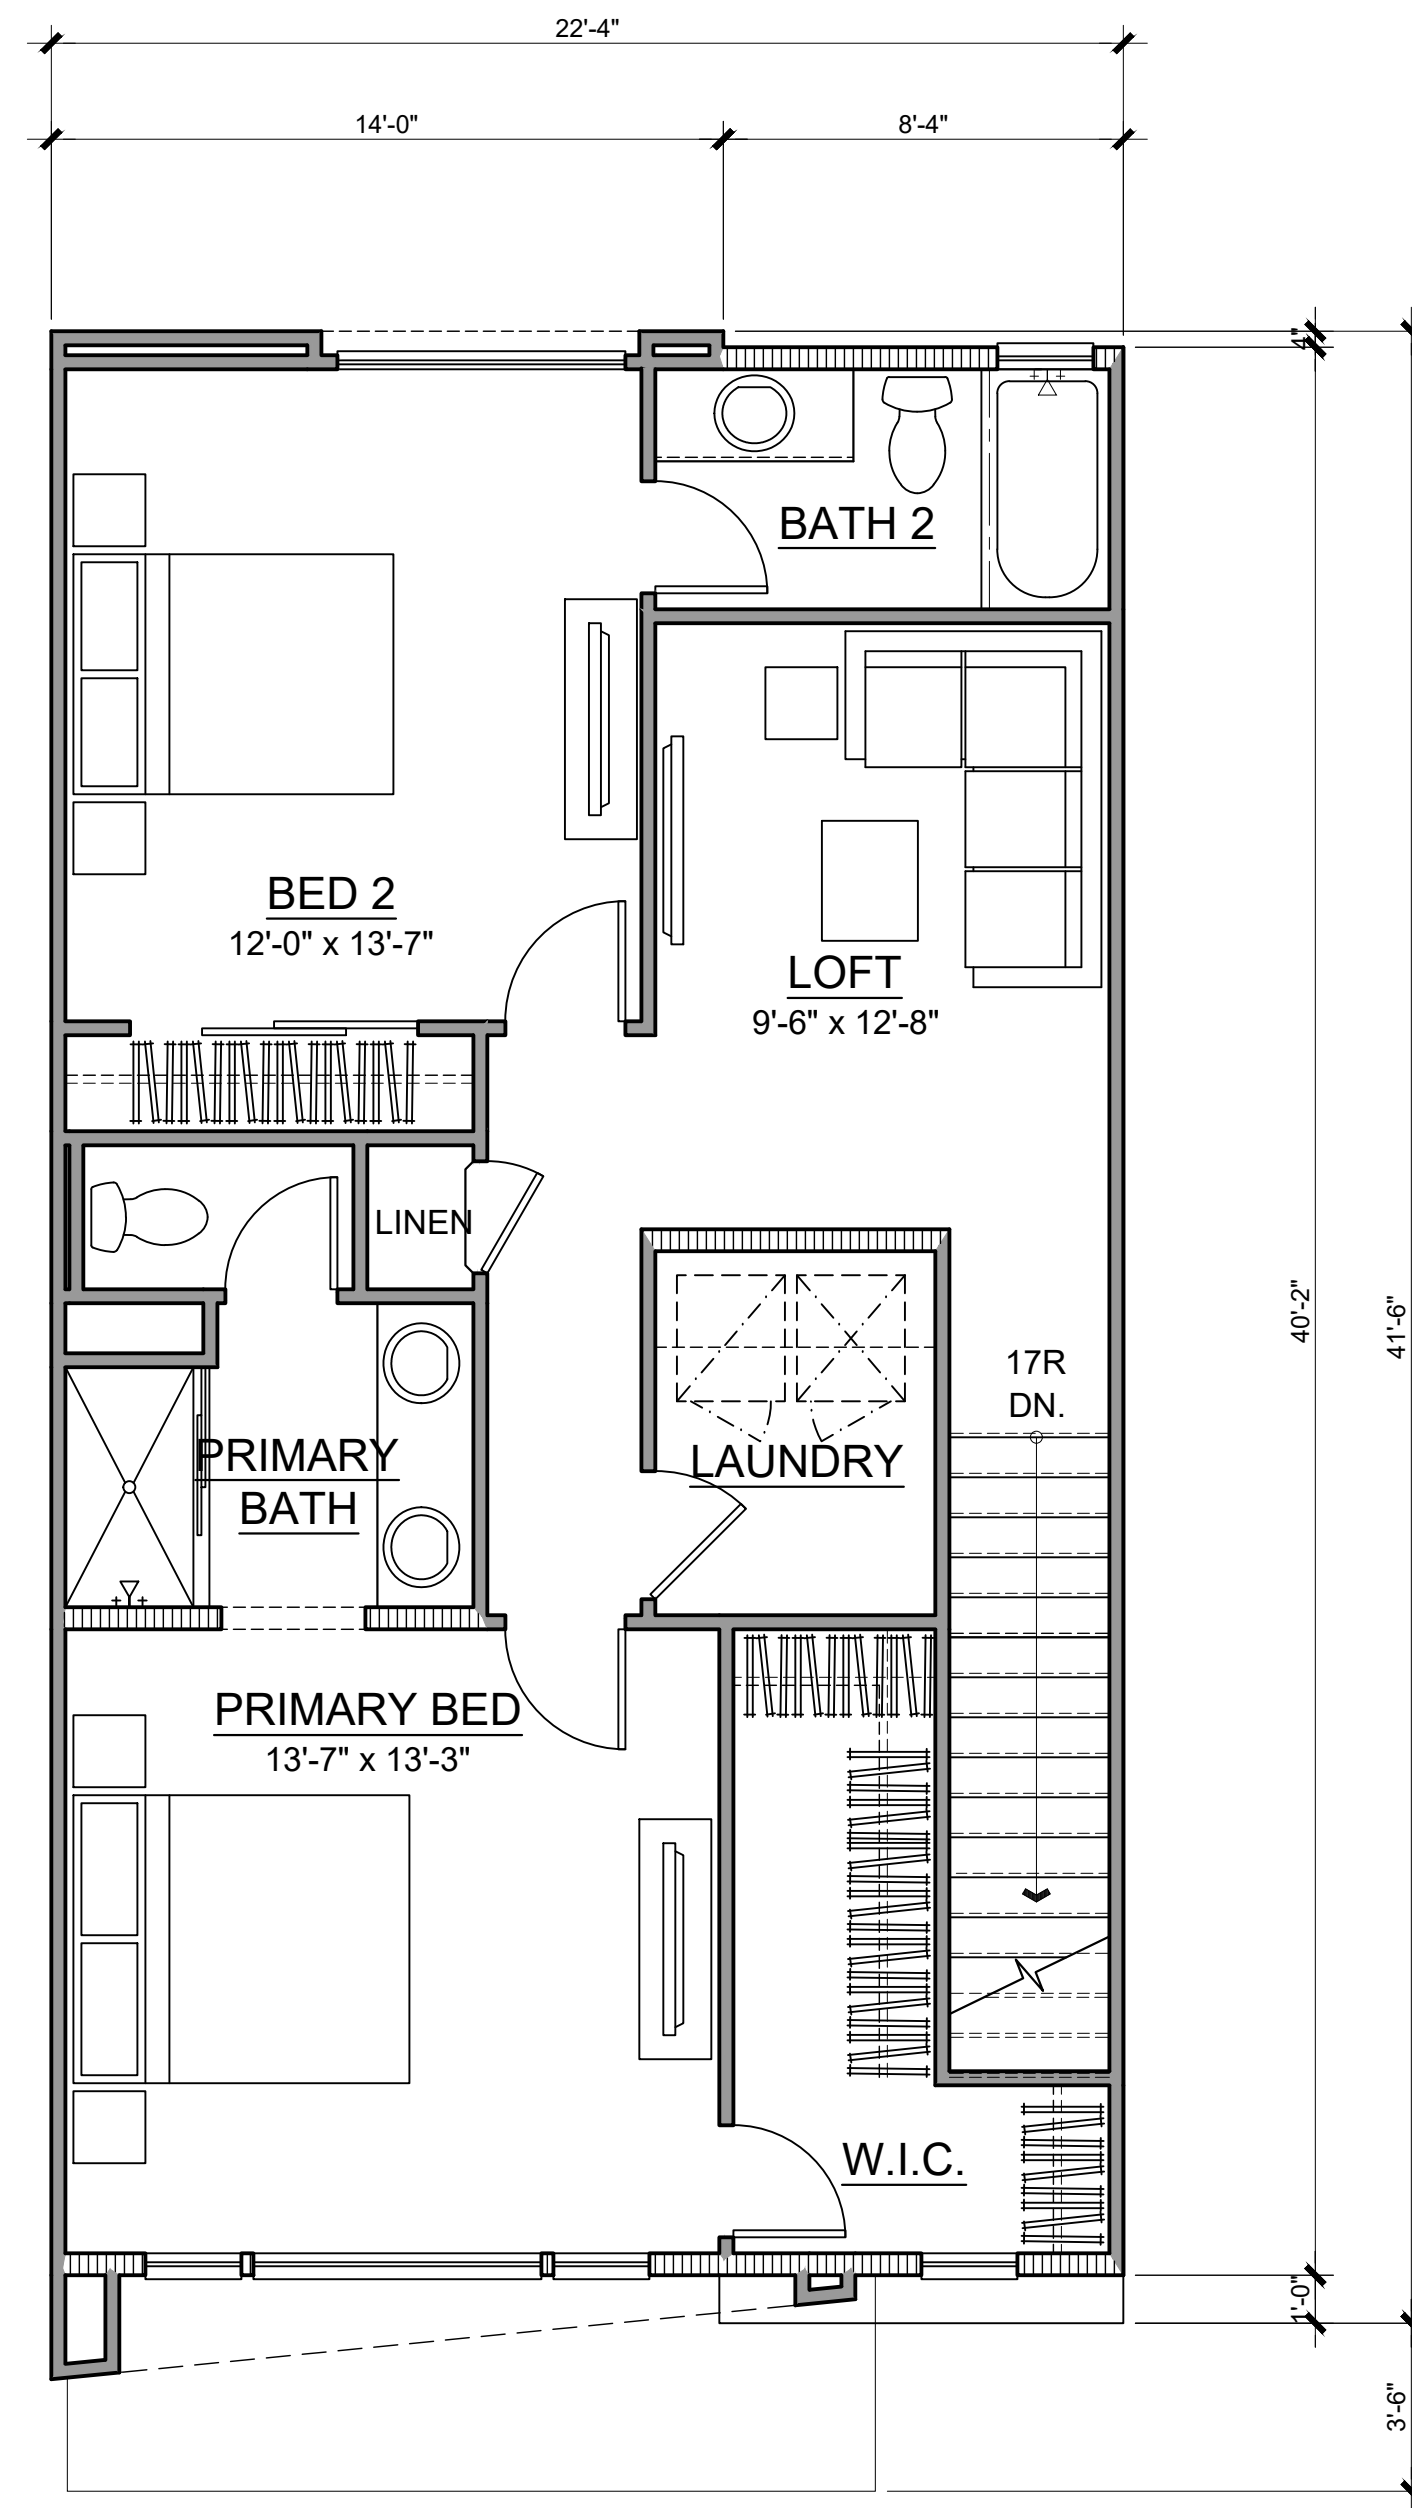 22'-4"
14'-0"
8'-4"
4"
BATH 2
BED 2
12'-0" x 13'-7"
LOFT
9'-6" x 12'-8"
LINEN
40'-2"
41'-6"
17R
DN.
PRIMARY
BATH
LAUNDRY
PRIMARY BED
13'-7" x 13'-3"
W.I.C.
1'-0"
3'-6"